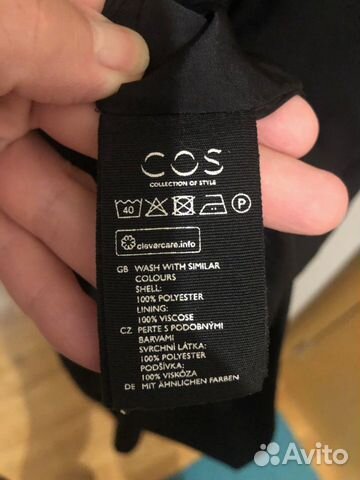 COS
COLLECTION OF STYLE
40 P
clevercare.info
GB WASH WITH SIMILAR
COLOURS
SHELL:
100% POLYESTER
LINING:
100% VISCOSE
CZ PERTE S PODOBNÝMI
BARVAMI
SVRCHNÍ LÁTKA:
100% POLYESTER
PODŠÍVKA:
100% VISKÓZA
DE MIT ÄHNLICHEN FARBEN
Avito